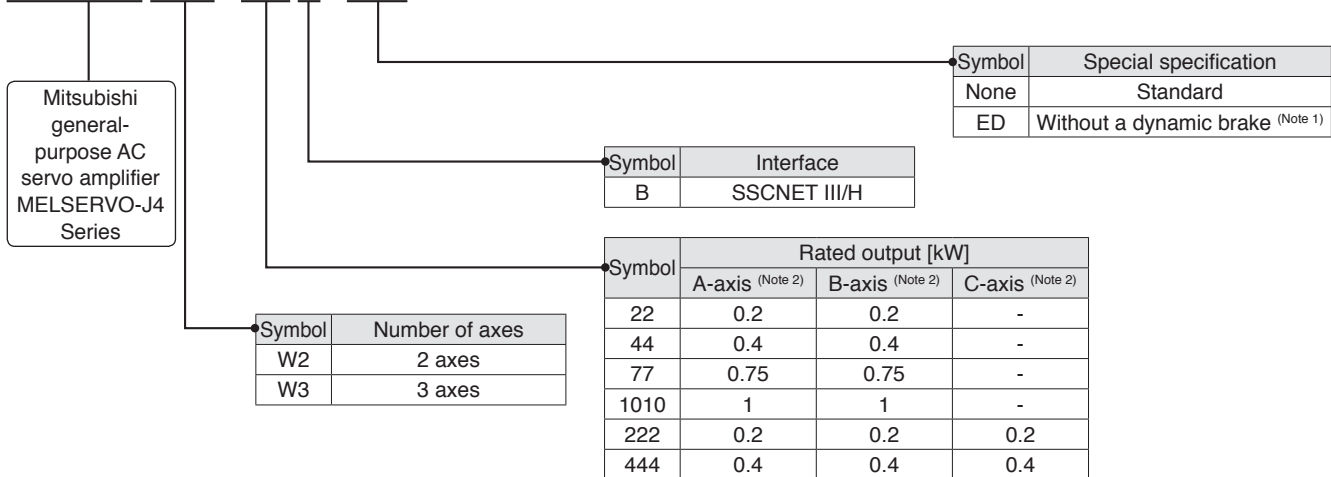 Mitsubishi
general-
purpose AC
servo amplifier
MELSERVO-J4
Series
Symbol Special specification
None Standard
ED Without a dynamic brake (Note 1)
Symbol Interface
B SSCNET III/H
Symbol Rated output [kW]
A-axis (Note 2) B-axis (Note 2) C-axis (Note 2)
22 0.2 0.2 -
44 0.4 0.4 -
77 0.75 0.75 -
1010 1 1 -
222 0.2 0.2 0.2
444 0.4 0.4 0.4
Symbol Number of axes
W2 2 axes
W3 3 axes